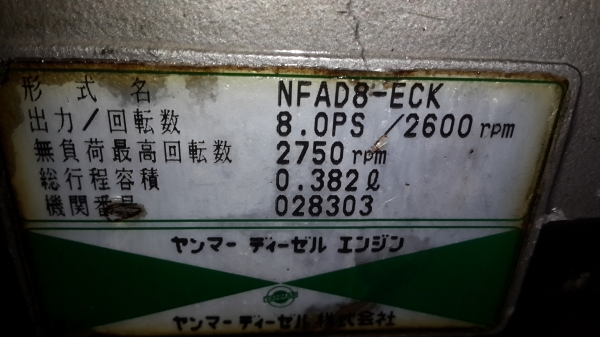 形式名 NFAD8-ECK
出力/回転数 8.0PS /2600rpm
無負荷最高回転数 2750rpm
総行程容積 0.382ℓ
機関番号 028303
ヤンマー ディーゼル エンジン
ヤンマーディーゼル株式会社